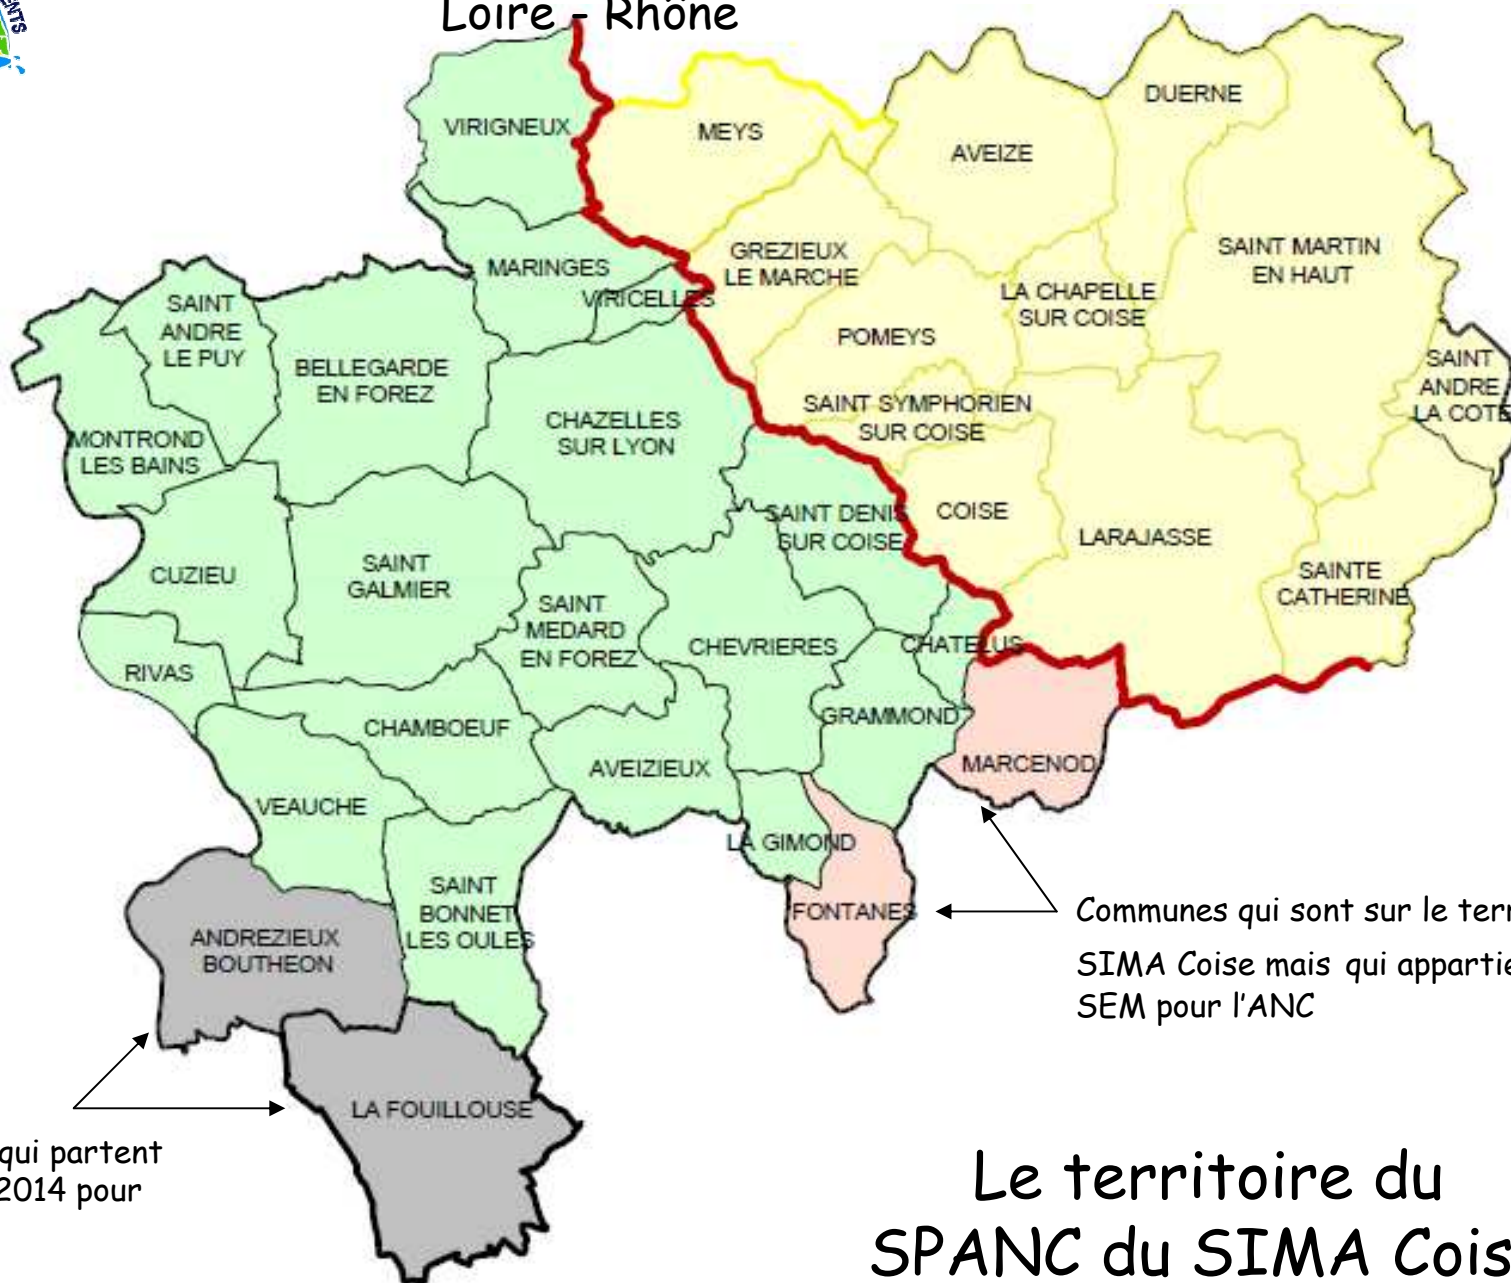 Loire - Rhône
VIRIGNEUX
MEYS
AVEIZE
DUERNE
SAINT MARTIN
EN HAUT
GREZIEUX
LE MARCHE
MARINGES
VIRICELLES
LA CHAPELLE
SUR COISE
POMEYS
SAINT
ANDRE
LE PUY
BELLEGARDE
EN FOREZ
SAINT
ANDRE
LA COTE
SAINT SYMPHORIEN
SUR COISE
CHAZELLES
SUR LYON
MONTROND
LES BAINS
SAINT DENIS
SUR COISE
COISE
LARAJASSE
CUZIEU
SAINT
GALMIER
SAINTE
CATHERINE
SAINT
MEDARD
EN FOREZ
CHEVRIERES
CHATELUS
RIVAS
CHAMBOEUF
GRAMMOND
MARCENOD
AVEIZIEUX
VEAUCHE
LA GIMOND
SAINT
BONNET
LES OULES
FONTANES
ANDREZIEUX
BOUTHEON
LA FOUILLOUSE
Communes qui sont sur le terr
SIMA Coise mais qui appartie
SEM pour l'ANC
qui partent
2014 pour
Le territoire du
SPANC du SIMA Cois